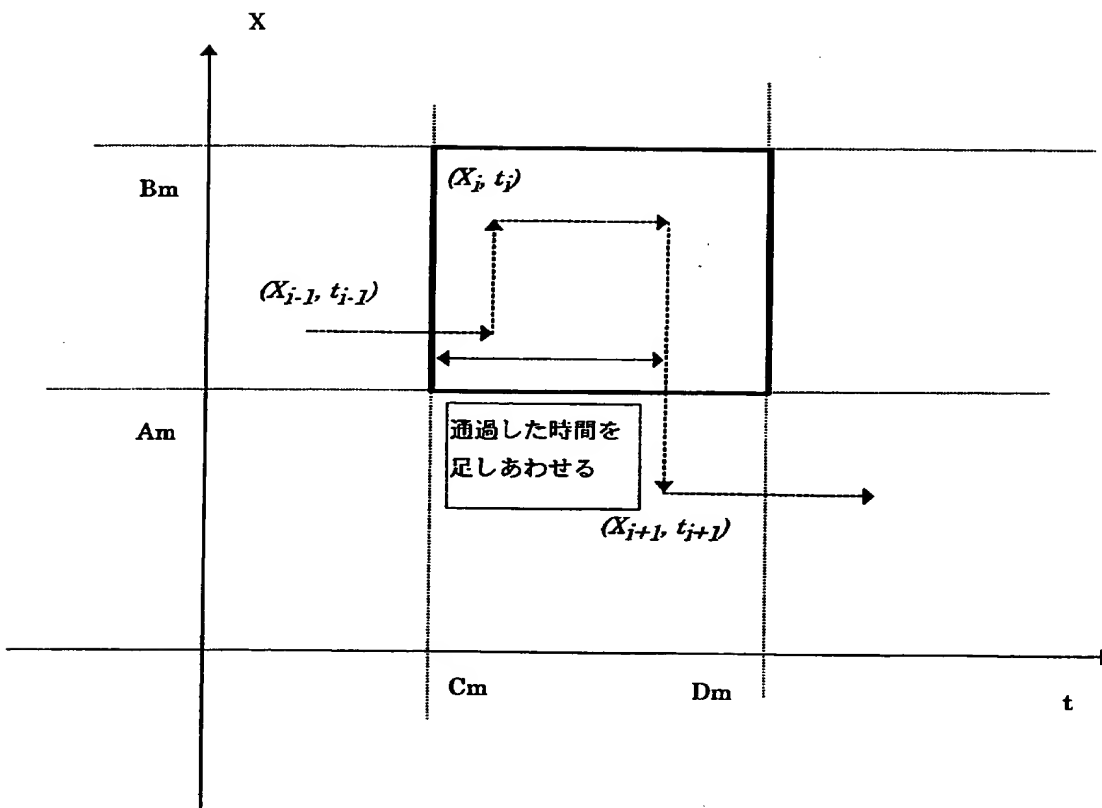 X
Bm
(Xi, ti)
(Xi-1, ti-1)
Am
通過した時間を
足しあわせる
(Xi+1, ti+1)
Cm
Dm
t